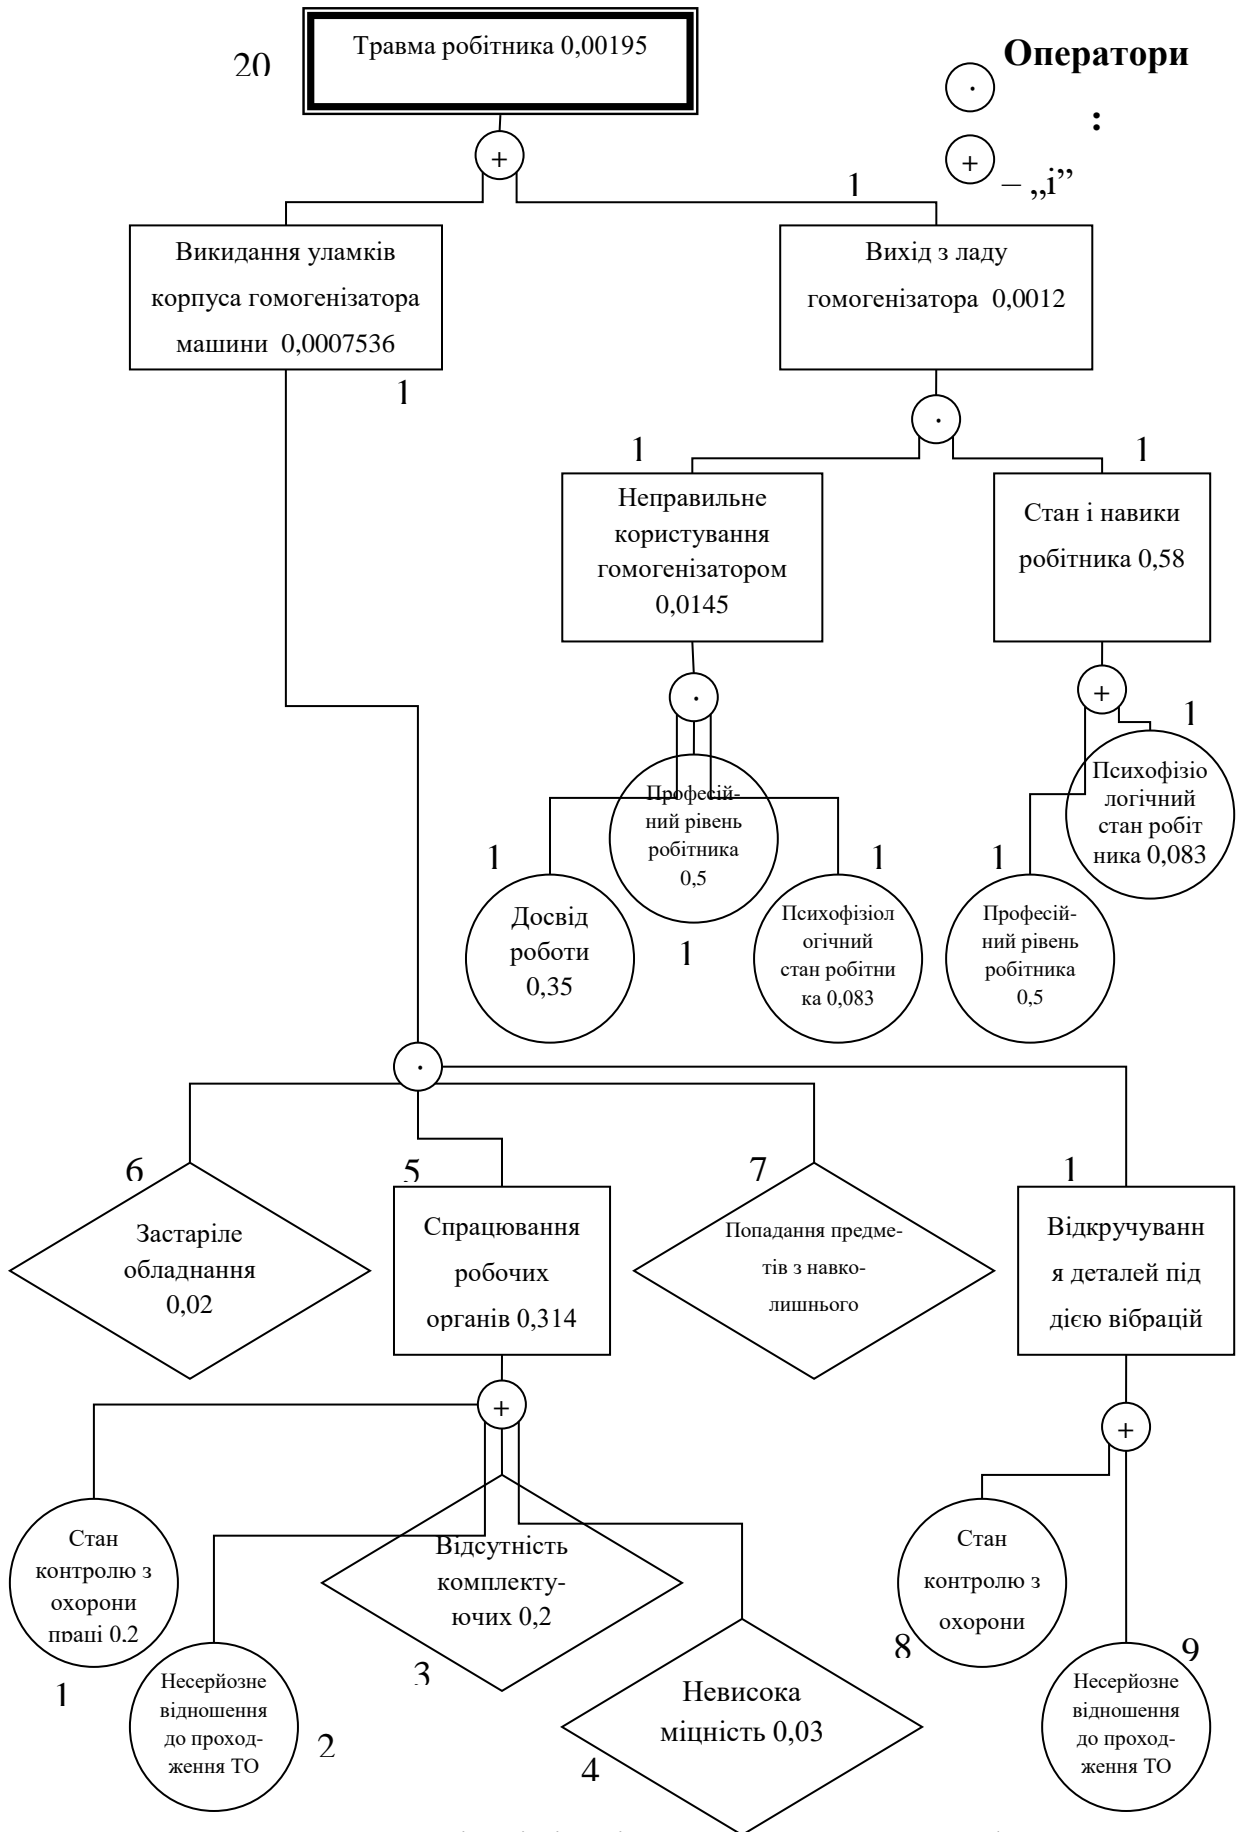 Травма робітника 0,00195
20
Оператори
·
:
+
– „і”
+
1
Викидання уламків
корпуса гомогенізатора
машини 0,0007536
1
Вихід з ладу
гомогенізатора 0,0012
·
1
1
Неправильне
користування
гомогенізатором
0,0145
Стан і навики
робітника 0,58
·
+
1
Психофізіо
логічний
стан робіт
ника 0,083
Професій-
ний рівень
робітника
0,5
1
1
1
1
Досвід
роботи
0,35
Психофізіол
огічний
стан робітни
ка 0,083
Професій-
ний рівень
робітника
0,5
·
6
5
7
1
Застаріле
обладнання
0,02
Спрацювання
робочих
органів 0,314
Попадання предме-
тів з навко-
лишнього
Відкручуванн
я деталей під
дією вібрацій
+
+
Стан
контролю з
охорони
праці 0,2
1
Відсутність
комплекту-
ючих 0,2
3
Стан
контролю з
охорони
8
9
Несерйозне
відношення
до проход-
ження ТО
2
Невисока
міцність 0,03
4
Несерйозне
відношення
до проход-
ження ТО